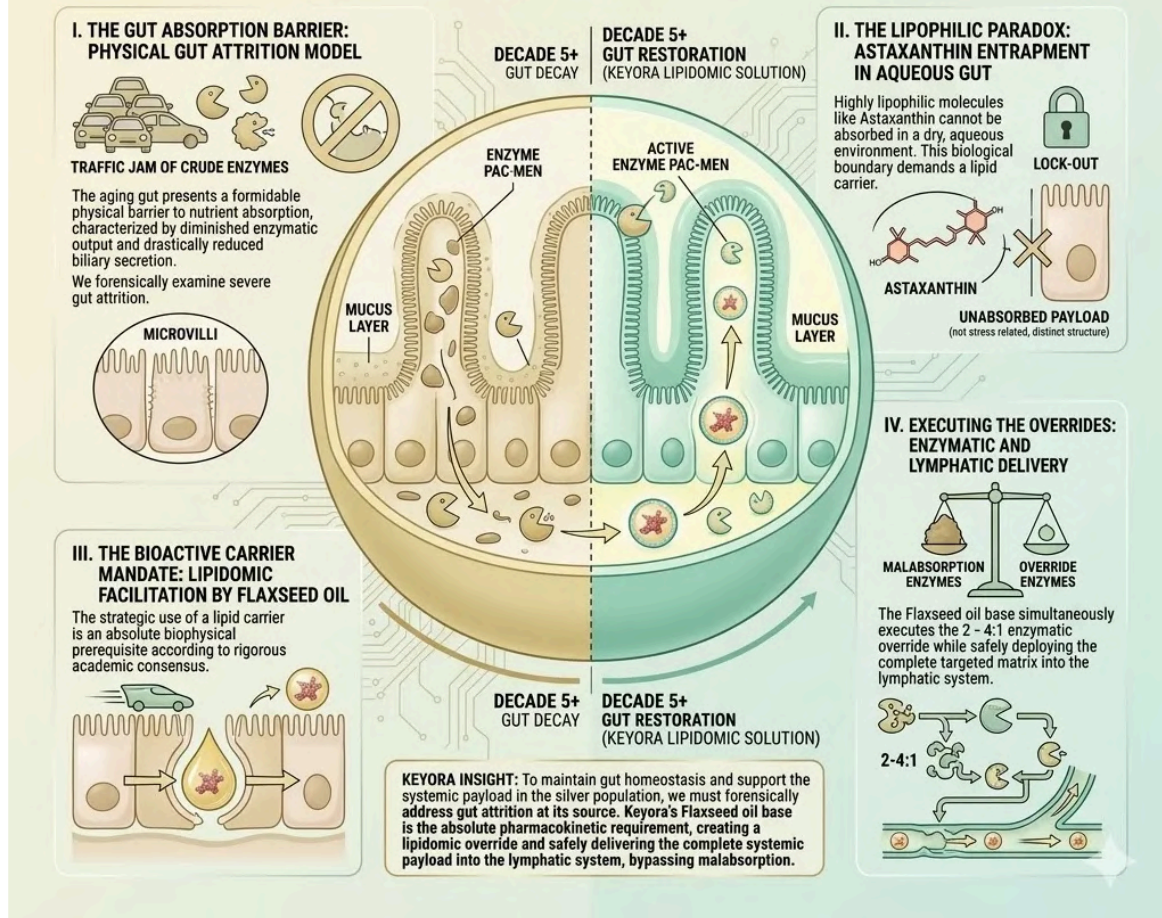 I. THE GUT ABSORPTION BARRIER:
PHYSICAL GUT ATTRITION MODEL
TRAFFIC JAM OF CRUDE ENZYMES
The aging gut presents a formidable
physical barrier to nutrient absorption,
characterized by diminished enzymatic
output and drastically reduced
biliary secretion.
We forensically examine severe
gut attrition.
MICROVILLI
DECADE 5+
GUT DECAY
DECADE 5+
GUT RESTORATION
(KEYORA LIPIDOMIC SOLUTION)
ENZYME
PAC-MEN
ACTIVE
ENZYME PAC-MEN
MUCUS
LAYER
MUCUS
LAYER
II. THE LIPOPHILIC PARADOX:
ASTAXANTHIN ENTRAPMENT
IN AQUEOUS GUT
Highly lipophilic molecules
like Astaxanthin cannot be
absorbed in a dry, aqueous
environment. This biological
boundary demands a lipid
carrier.
LOCK-OUT
OH
HO
ASTAXANTHIN
UNABSORBED PAYLOAD
(not stress related, distinct structure)
III. THE BIOACTIVE CARRIER
MANDATE: LIPIDOMIC
FACILITATION BY FLAXSEED OIL
The strategic use of a lipid carrier
is an absolute biophysical
prerequisite according to rigorous
academic consensus.
DECADE 5+
GUT DECAY
DECADE 5+
GUT RESTORATION
(KEYORA LIPIDOMIC SOLUTION)
KEYORA INSIGHT: To maintain gut homeostasis and support the
systemic payload in the silver population, we must forensically
address gut attrition at its source. Keyora's Flaxseed oil base
is the absolute pharmacokinetic requirement, creating a
lipidomic override and safely delivering the complete systemic
payload into the lymphatic system, bypassing malabsorption.
IV. EXECUTING THE OVERRIDES:
ENZYMATIC AND
LYMPHATIC DELIVERY
MALABSORPTION
ENZYMES
OVERRIDE
ENZYMES
The Flaxseed oil base simultaneously
executes the 2 - 4:1 enzymatic
override while safely deploying the
complete targeted matrix into the
lymphatic system.
2-4:1